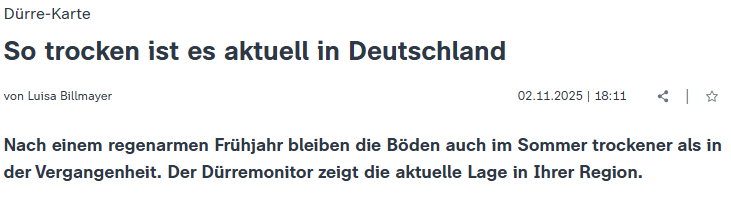 Dürre-Karte
So trocken ist es aktuell in Deutschland
von Luisa Billmayer 02.11.2025 | 18:11
Nach einem regenarmen Frühjahr bleiben die Böden auch im Sommer trockener als in
der Vergangenheit. Der Dürremonitor zeigt die aktuelle Lage in Ihrer Region.